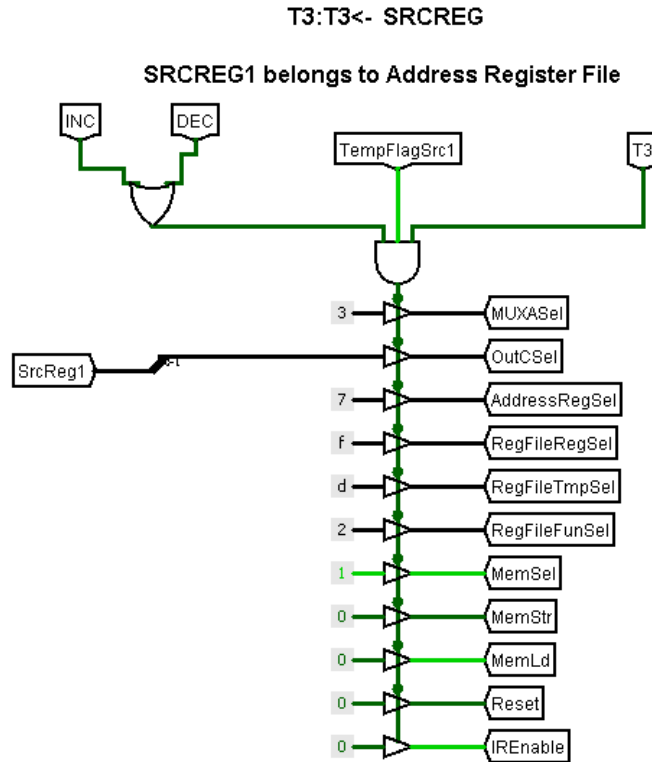 T3:T3<- SRCREG
SRCREG1 belongs to Address Register File
INC
DEC
TempFlagSrc1
T3
3
MUXASel
SrcReg1
OutCSel
7
AddressRegSel
f
RegFileRegSel
d
RegFileTmpSel
2
RegFileFunSel
1
MemSel
0
MemStr
0
MemLd
0
Reset
0
IREnable